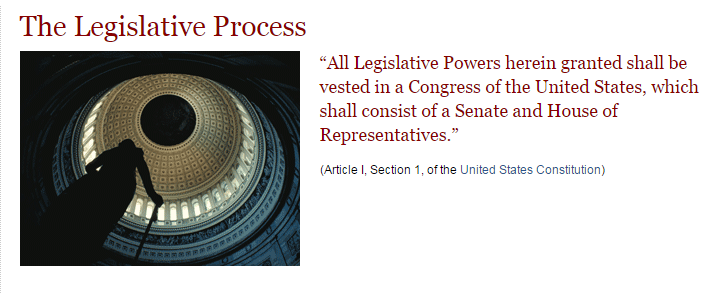 The Legislative Process
“All Legislative Powers herein granted shall be
vested in a Congress of the United States, which
shall consist of a Senate and House of
Representatives.”
(Article I, Section 1, of the United States Constitution)